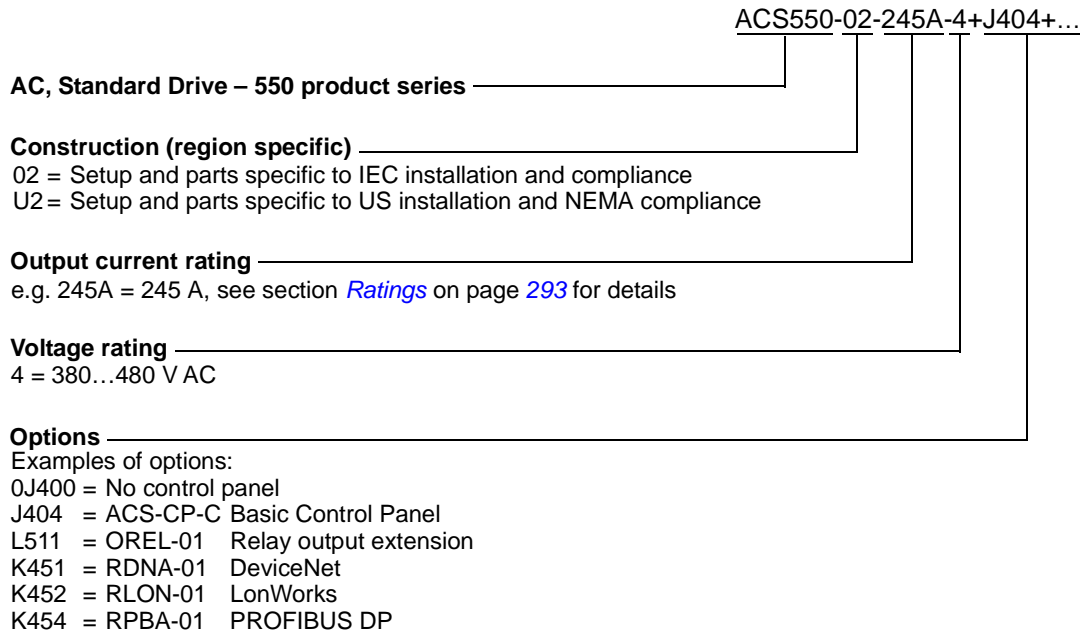 ACS550-02-245A-4+J404+…
AC, Standard Drive – 550 product series
Construction (region specific)
02 = Setup and parts specific to IEC installation and compliance
U2 = Setup and parts specific to US installation and NEMA compliance
Output current rating
e.g. 245A = 245 A, see section Ratings on page 293 for details
Voltage rating
4 = 380…480 V AC
Options
Examples of options:
0J400 = No control panel
J404 = ACS-CP-C Basic Control Panel
L511 = OREL-01 Relay output extension
K451 = RDNA-01 DeviceNet
K452 = RLON-01 LonWorks
K454 = RPBA-01 PROFIBUS DP